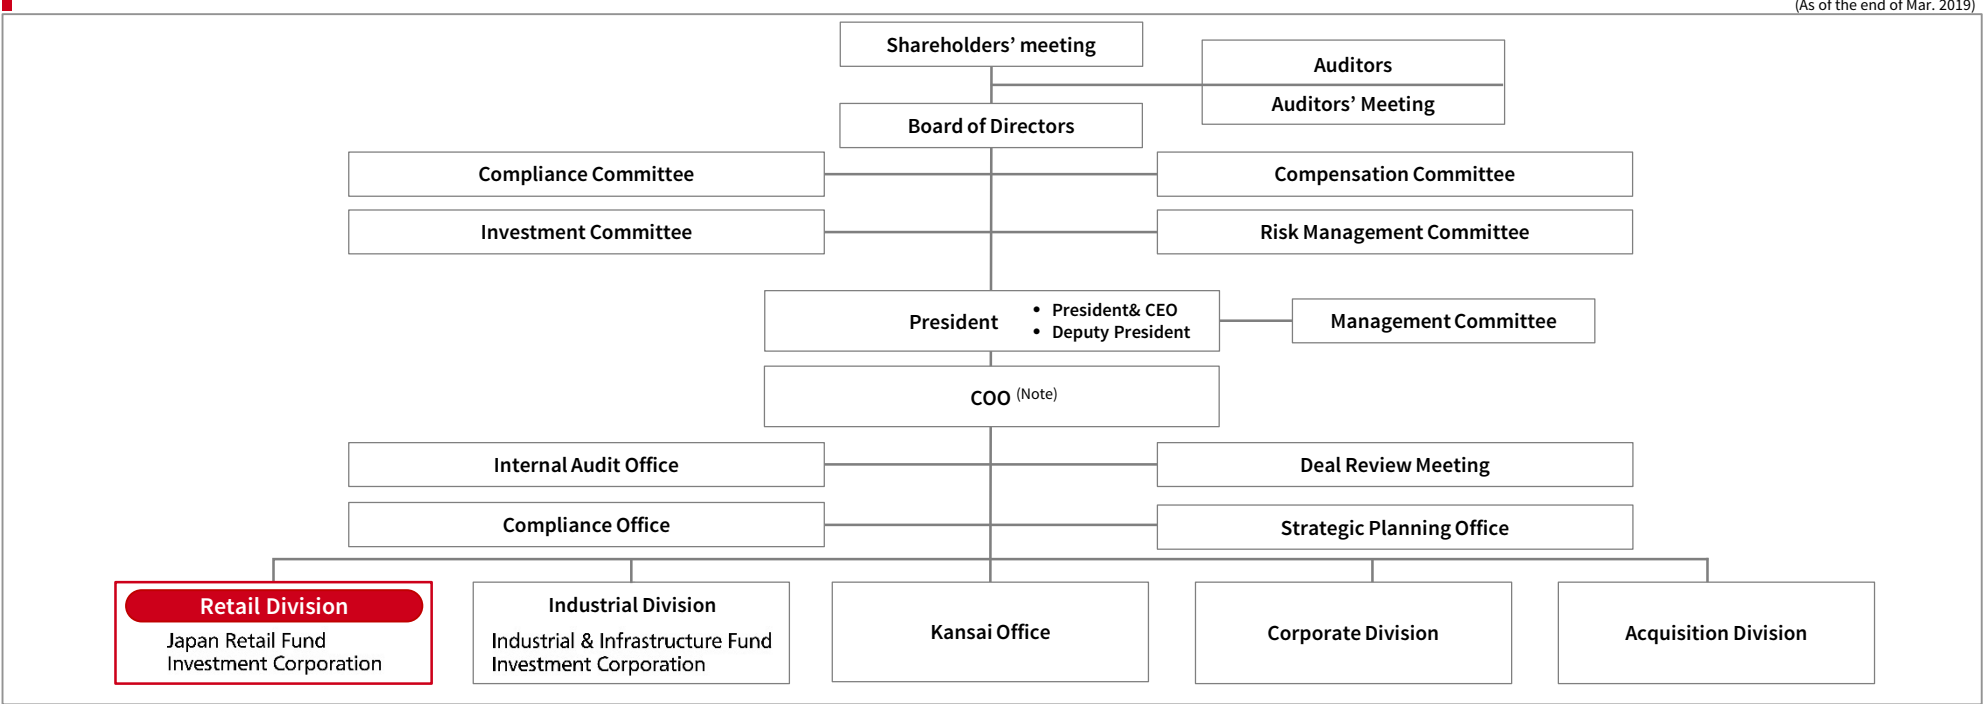 (As of the end of Mar. 2019)
Shareholders’ meeting
Auditors
Auditors’ Meeting
Board of Directors
Compliance Committee
Compensation Committee
Investment Committee
Risk Management Committee
President
• President& CEO
• Deputy President
Management Committee
COO (Note)
Internal Audit Office
Deal Review Meeting
Compliance Office
Strategic Planning Office
Retail Division
Japan Retail Fund
Investment Corporation
Industrial Division
Industrial & Infrastructure Fund
Investment Corporation
Kansai Office
Corporate Division
Acquisition Division